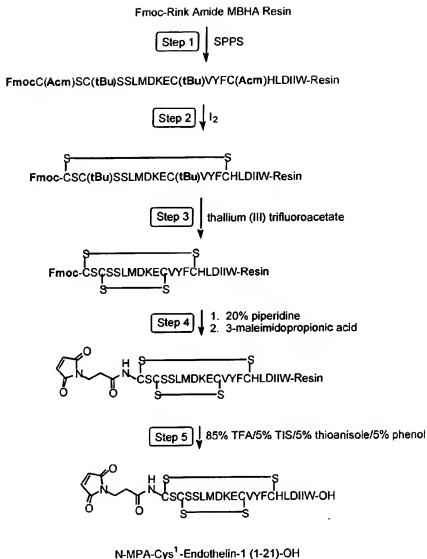 Fmoc-Rink Amide MBHA Resin
Step 1 SPPS
FmocC(Acm)SC(tBu)SSLMDKEC(tBu)VYFC(Acm)HLDIIW-Resin
Step 2 I2
S S
Fmoc-CSC(tBu)SSLMDKEC(tBu)VYFCHLDIIW-Resin
Step 3 thallium (III) trifluoroacetate
S S
Fmoc-CSCSSLMDKECVYFCHLDIIW-Resin
S S
Step 4 1. 20% piperidine
2. 3-maleimidopropionic acid
O S S
H
N N CSCSSLMDKECVYFCHLDIIW-Resin
O O S S
Step 5 85% TFA/5% TIS/5% thioanisole/5% phenol
O S S
H
N N CSCSSLMDKECVYFCHLDIIW-OH
O O S S
N-MPA-Cys1-Endothelin-1 (1-21)-OH